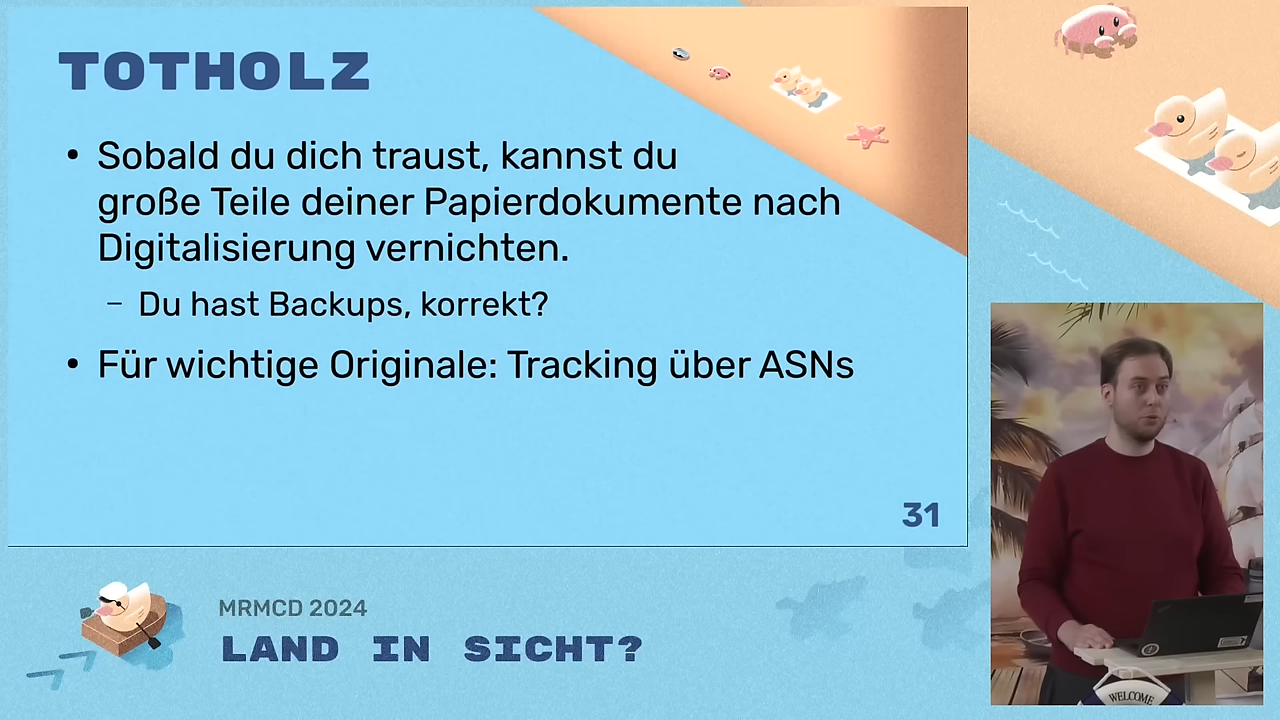 TOTHOLZ
• Sobald du dich traust, kannst du
große Teile deiner Papierdokumente nach
Digitalisierung vernichten.
– Du hast Backups, korrekt?
• Für wichtige Originale: Tracking über ASNs
31
MRMCD 2024
LAND IN SICHT?
WELCOME